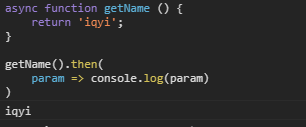 async function getName () {
return 'iqyi';
}
getName().then(
param => console.log(param)
)
iqyi